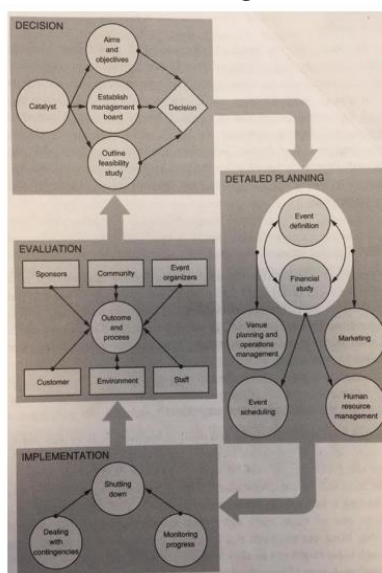 DECISION
Aims
and
objectives
Catalyst
Establish
management
board
Decision
Outline
feasibility
study
DETAILED PLANNING
Event
definition
Financial
study
Venue
planning and
operations
management
Marketing
Event
scheduling
Human
resource
management
EVALUATION
Sponsors
Community
Event
organizers
Outcome
and
process
Customer
Environment
Staff
IMPLEMENTATION
Shutting
down
Dealing
with
contingencies
Monitoring
progress